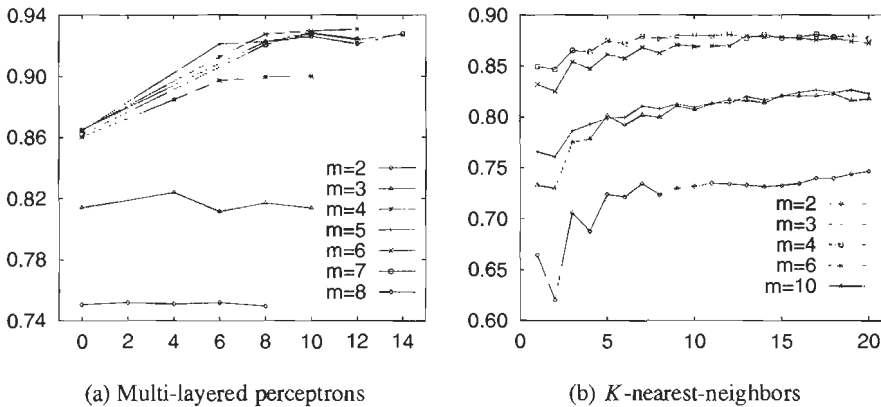 0.94
0.90
0.86
0.82
0.78
0.74
0 2 4 6 8 10 12 14
m=2
m=3
m=4
m=5
m=6
m=7
m=8
(a) Multi-layered perceptrons
0.90
0.85
0.80
0.75
0.70
0.65
0.60
0 5 10 15 20
m=2
m=3
m=4
m=6
m=10
(b) K-nearest-neighbors